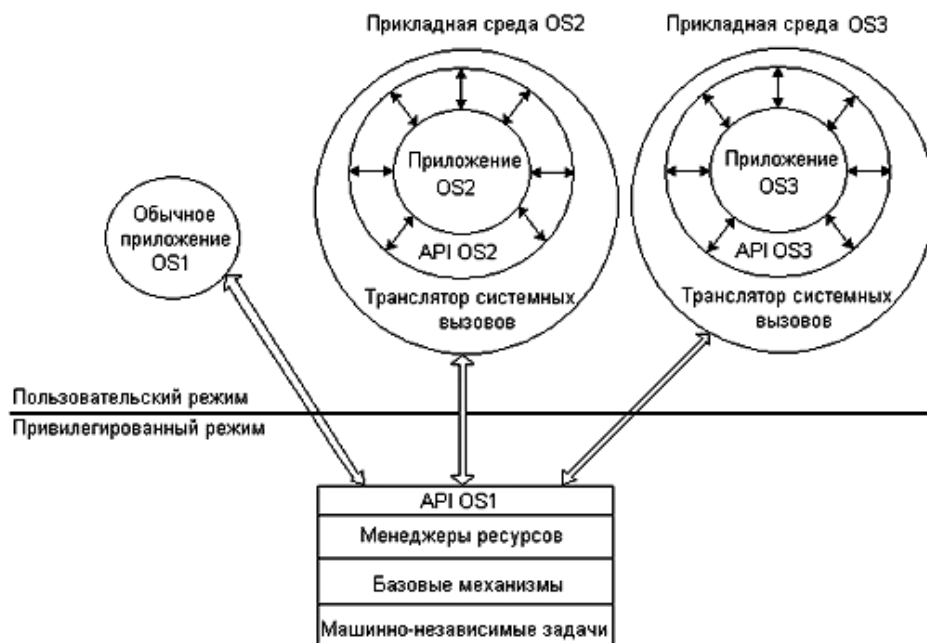 Прикладная среда OS2
Прикладная среда OS3
Приложение
OS2
API OS2
Транслятор системных
вызовов
Приложение
OS3
API OS3
Транслятор системных
вызовов
Обычное
приложение
OS1
Пользовательский режим
Привилегированный режим
API OS1
Менеджеры ресурсов
Базовые механизмы
Машинно-независимые задачи